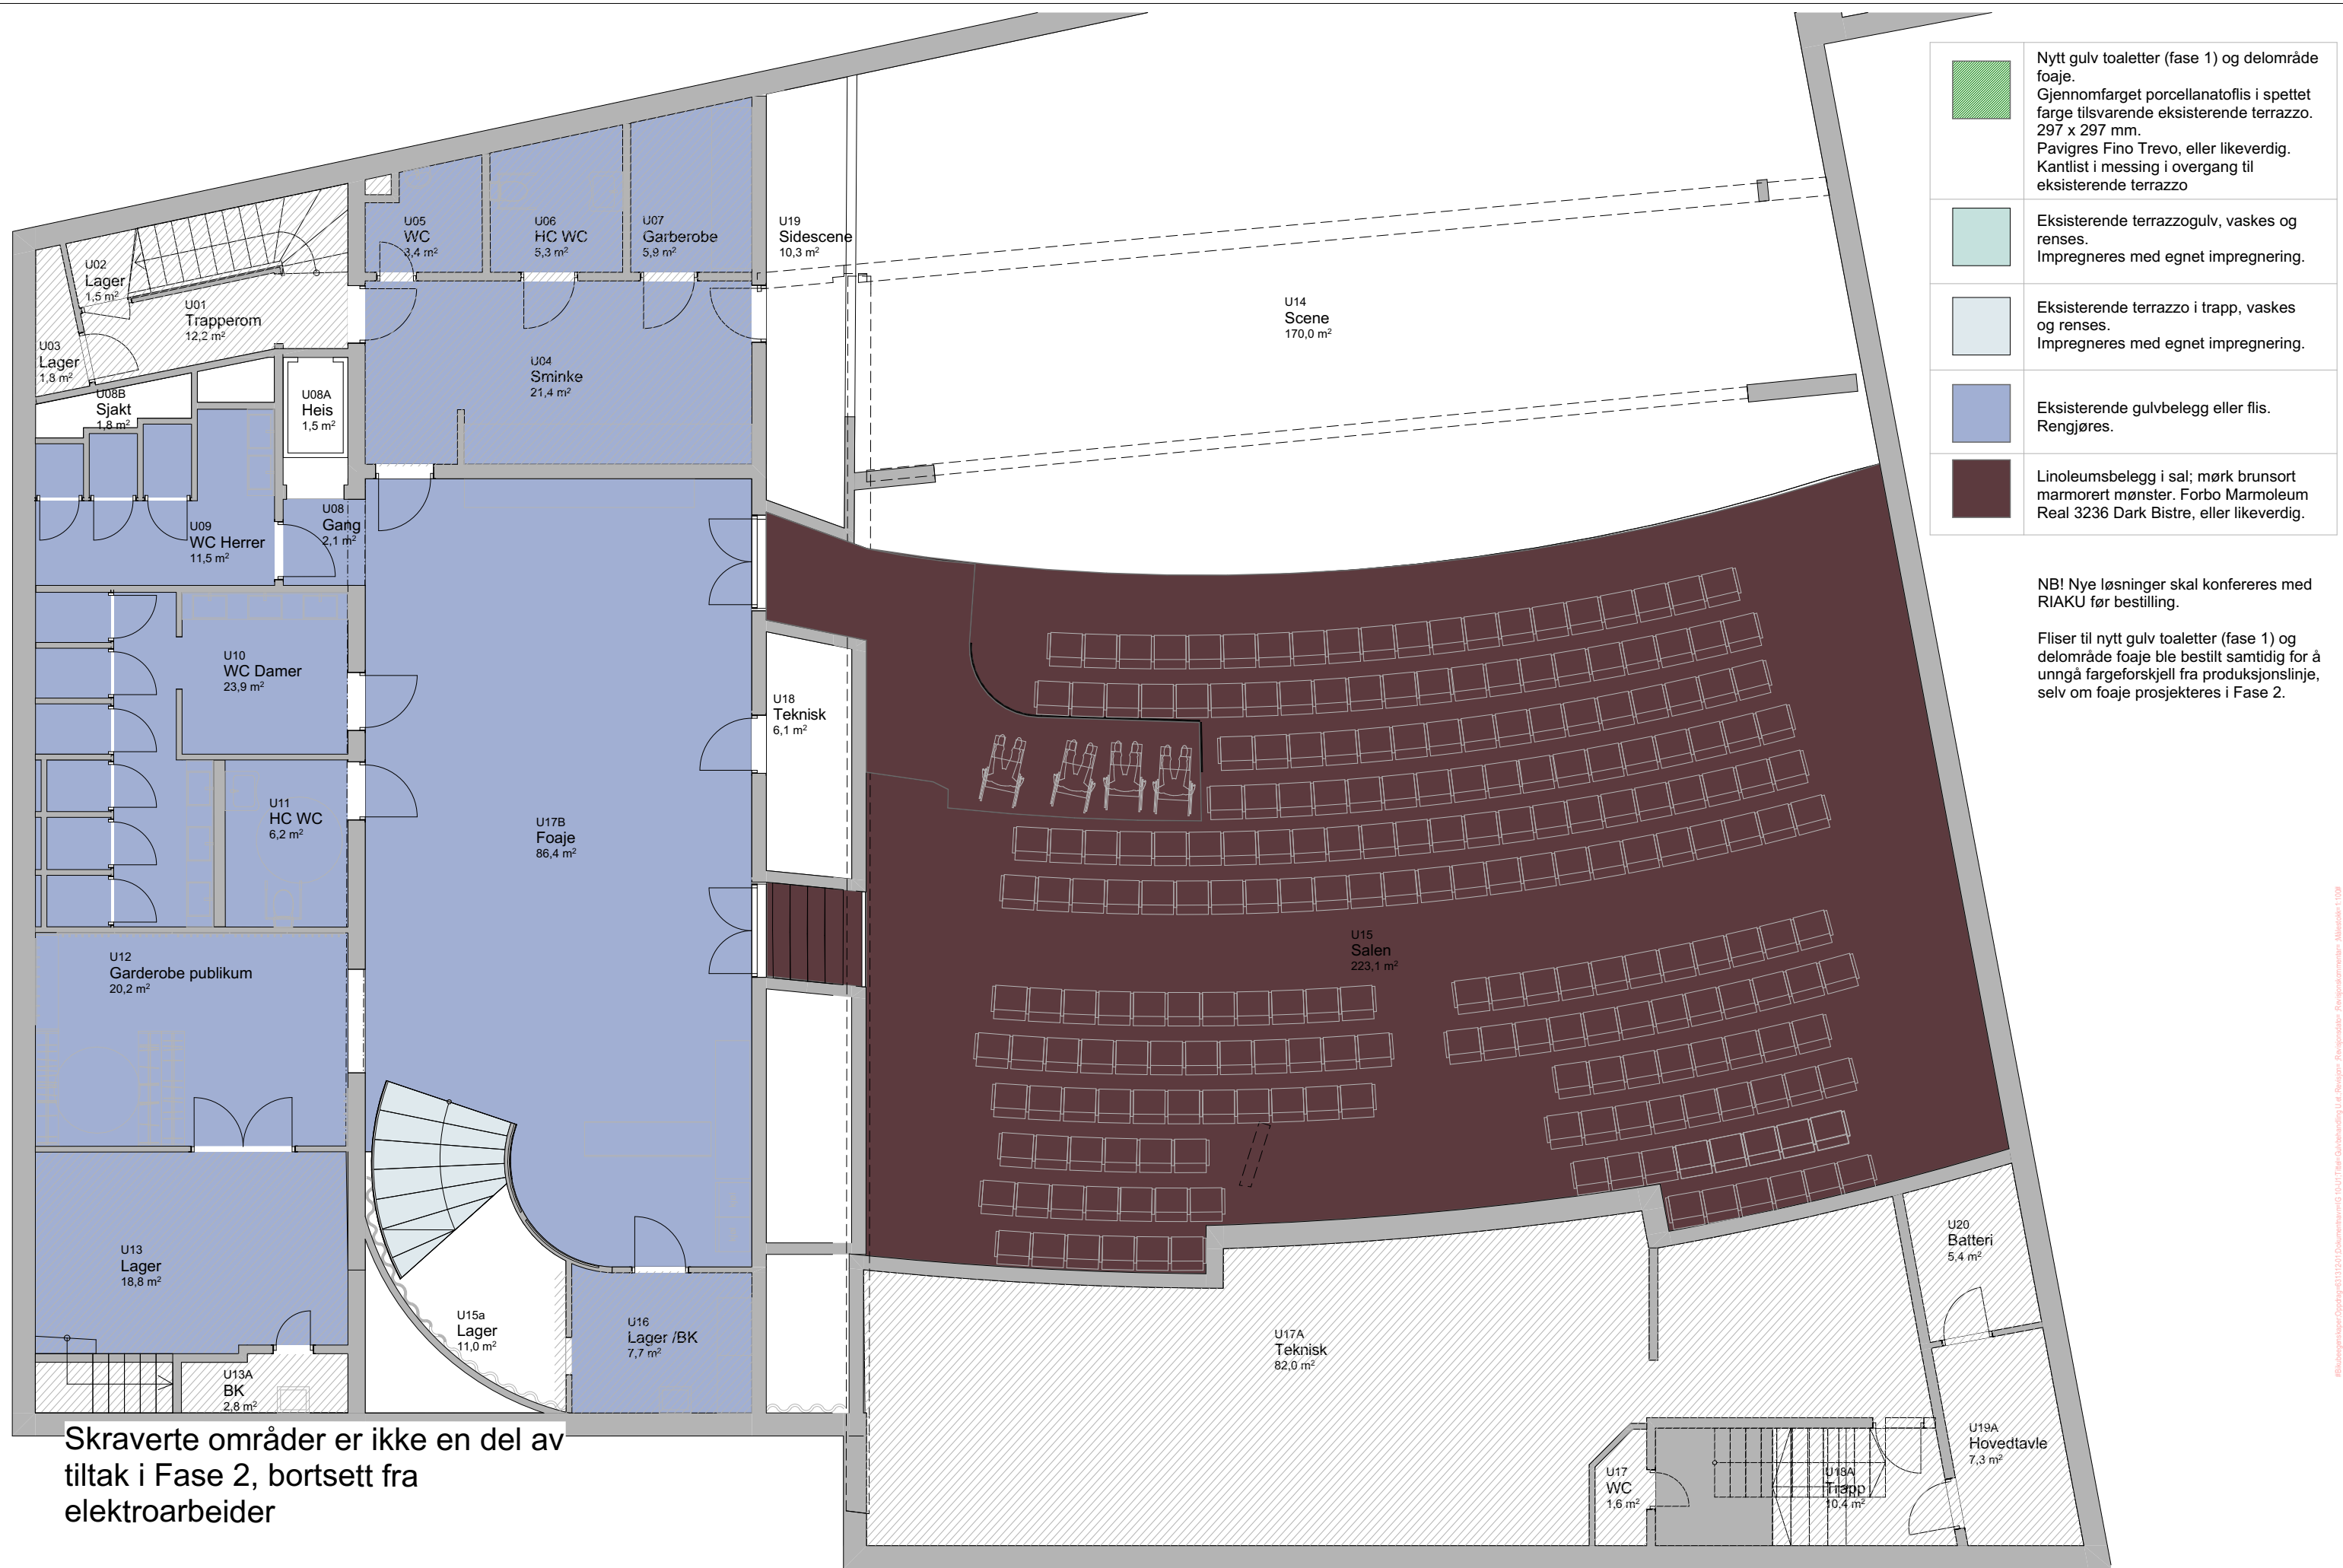 U05
WC
3,4 m²
U06
HC WC
5,3 m²
U07
Garberobe
5,9 m²
U19
Sidescene
10,3 m²
U02
Lager
1,5 m²
U01
Trapperom
12,2 m²
U03
Lager
1,8 m²
U14
Scene
170,0 m²
U04
Sminke
21,4 m²
U08B
Sjakt
1,8 m²
U08A
Heis
1,5 m²
U09
WC Herrer
11,5 m²
U08
Gang
2,1 m²
U10
WC Damer
23,9 m²
U18
Teknisk
6,1 m²
U11
HC WC
6,2 m²
U17B
Foaje
86,4 m²
U12
Garderobe publikum
20,2 m²
U15
Salen
223,1 m²
U13
Lager
18,8 m²
U15a
Lager
11,0 m²
U16
Lager /BK
7,7 m²
U13A
BK
2,8 m²
U17A
Teknisk
82,0 m²
U20
Batteri
5,4 m²
U19A
Hovedtavle
7,3 m²
U17
WC
1,6 m²
U18A
Trapp
10,4 m²
Skraverte områder er ikke en del av
tiltak i Fase 2, bortsett fra
elektroarbeider
Nytt gulv toaletter (fase 1) og delområde
foaje.
Gjennomfarget porcellanatoflis i spettet
farge tilsvarende eksisterende terrazzo.
297 x 297 mm.
Pavigres Fino Trevo, eller likeverdig.
Kantlist i messing i overgang til
eksisterende terrazzo
Eksisterende terrazzogulv, vaskes og
renses.
Impregneres med egnet impregnering.
Eksisterende terrazzo i trapp, vaskes
og renses.
Impregneres med egnet impregnering.
Eksisterende gulvbelegg eller flis.
Rengjøres.
Linoleumsbelegg i sal; mørk brunsort
marmorert mønster. Forbo Marmoleum
Real 3236 Dark Bistre, eller likeverdig.
NB! Nye løsninger skal konfereres med
RIAKU før bestilling.
Fliser til nytt gulv toaletter (fase 1) og
delområde foaje ble bestilt samtidig for å
unngå fargeforskjell fra produksjonslinje,
selv om foaje prosjekteres i Fase 2.